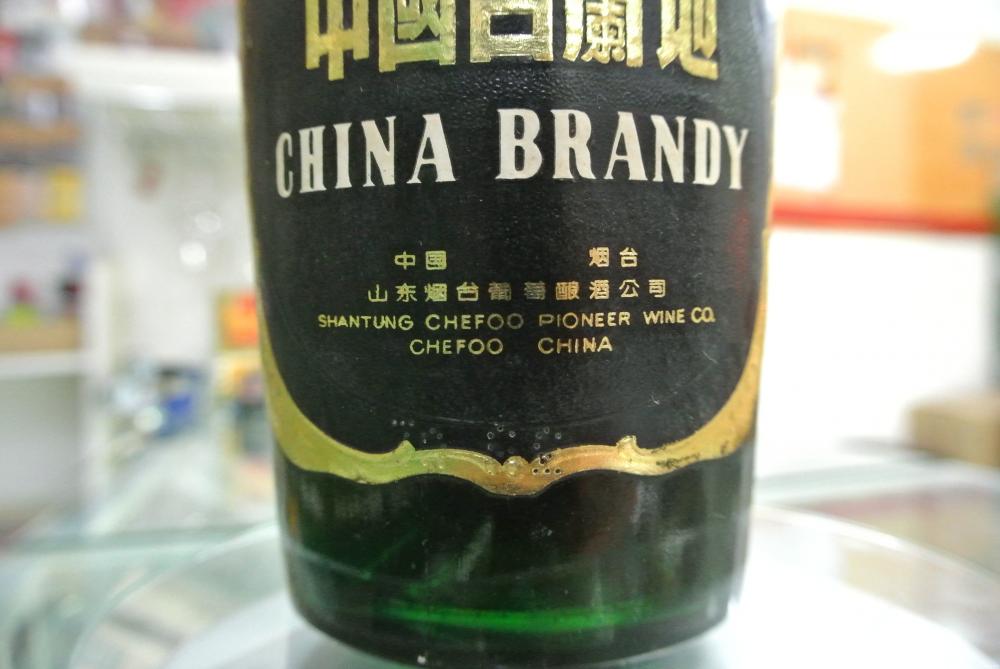 中國白蘭地
CHINA BRANDY
中国 烟台
山东烟台葡萄酿酒公司
SHANTUNG CHEFOO PIONEER WINE CO.
CHEFOO CHINA